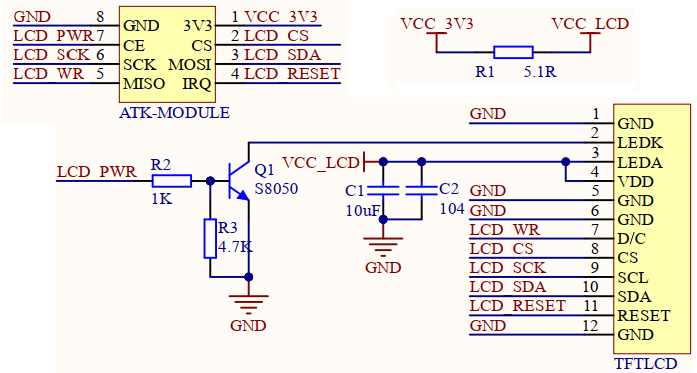 GND 8 GND 3V3 1 VCC_3V3
LCD_PWR 7 CE CS 2 LCD_CS
LCD_SCK 6 SCK MOSI 3 LCD_SDA
LCD_WR 5 MISO IRQ 4 LCD_RESET
ATK-MODULE
VCC_3V3 VCC_LCD
R1 5.1R
GND 1 GND
2 LEDK
VCC_LCD 3 LEDA
4 VDD
GND 5 GND
GND 6 GND
LCD_WR 7 D/C
LCD_CS 8 CS
LCD_SCK 9 SCL
LCD_SDA 10 SDA
LCD_RESET 11 RESET
GND 12 GND
TFTLCD
LCD_PWR R2
1K
Q1
S8050
R3
4.7K
GND
C1
10uF
C2
104
GND